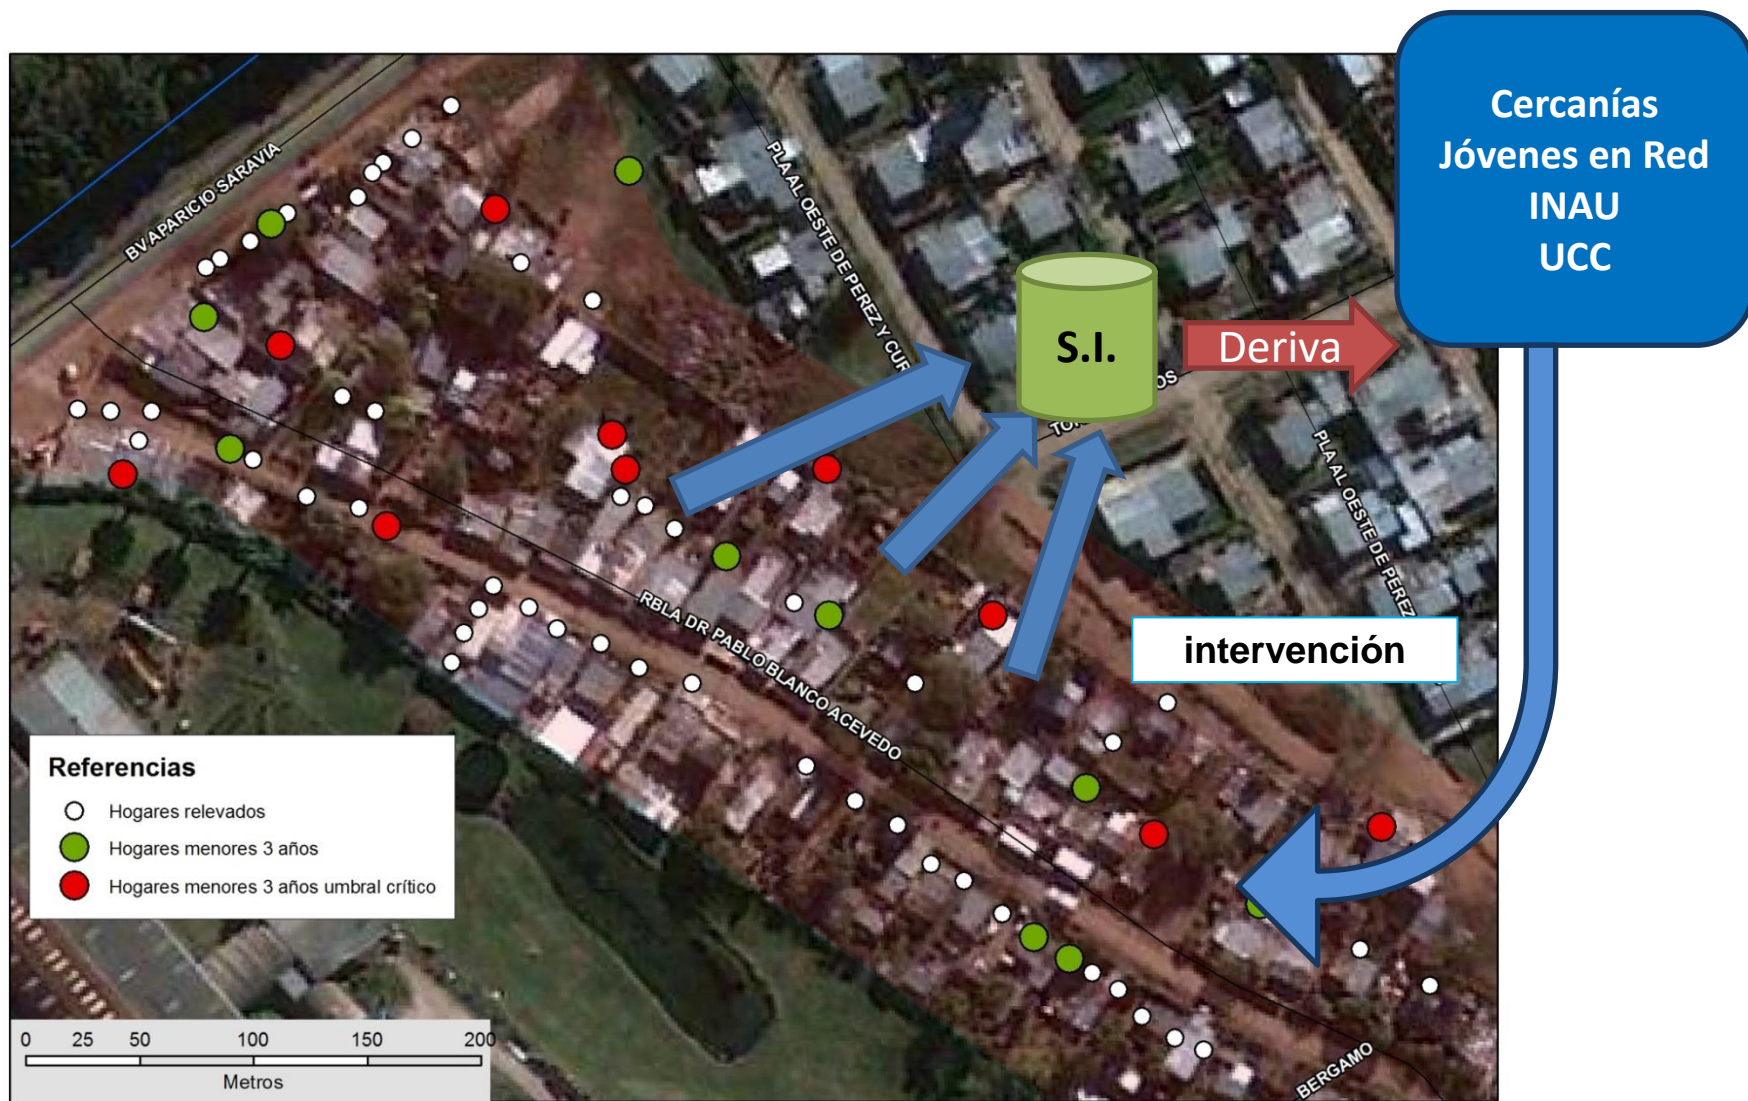 Cercanías
Jóvenes en Red
INAU
UCC
BV APARICIO SARAVIA
PLA AL OESTE DE PEREZ Y CUR
S.I.
Deriva
OS
TO
PLA AL OESTE DE PEREZ
RBLA DR PABLO BLANCO ACEVEDO
intervención
Referencias
Hogares relevados
Hogares menores 3 años
Hogares menores 3 años umbral crítico
0 25 50 100 150 200
Metros
BERGAMO